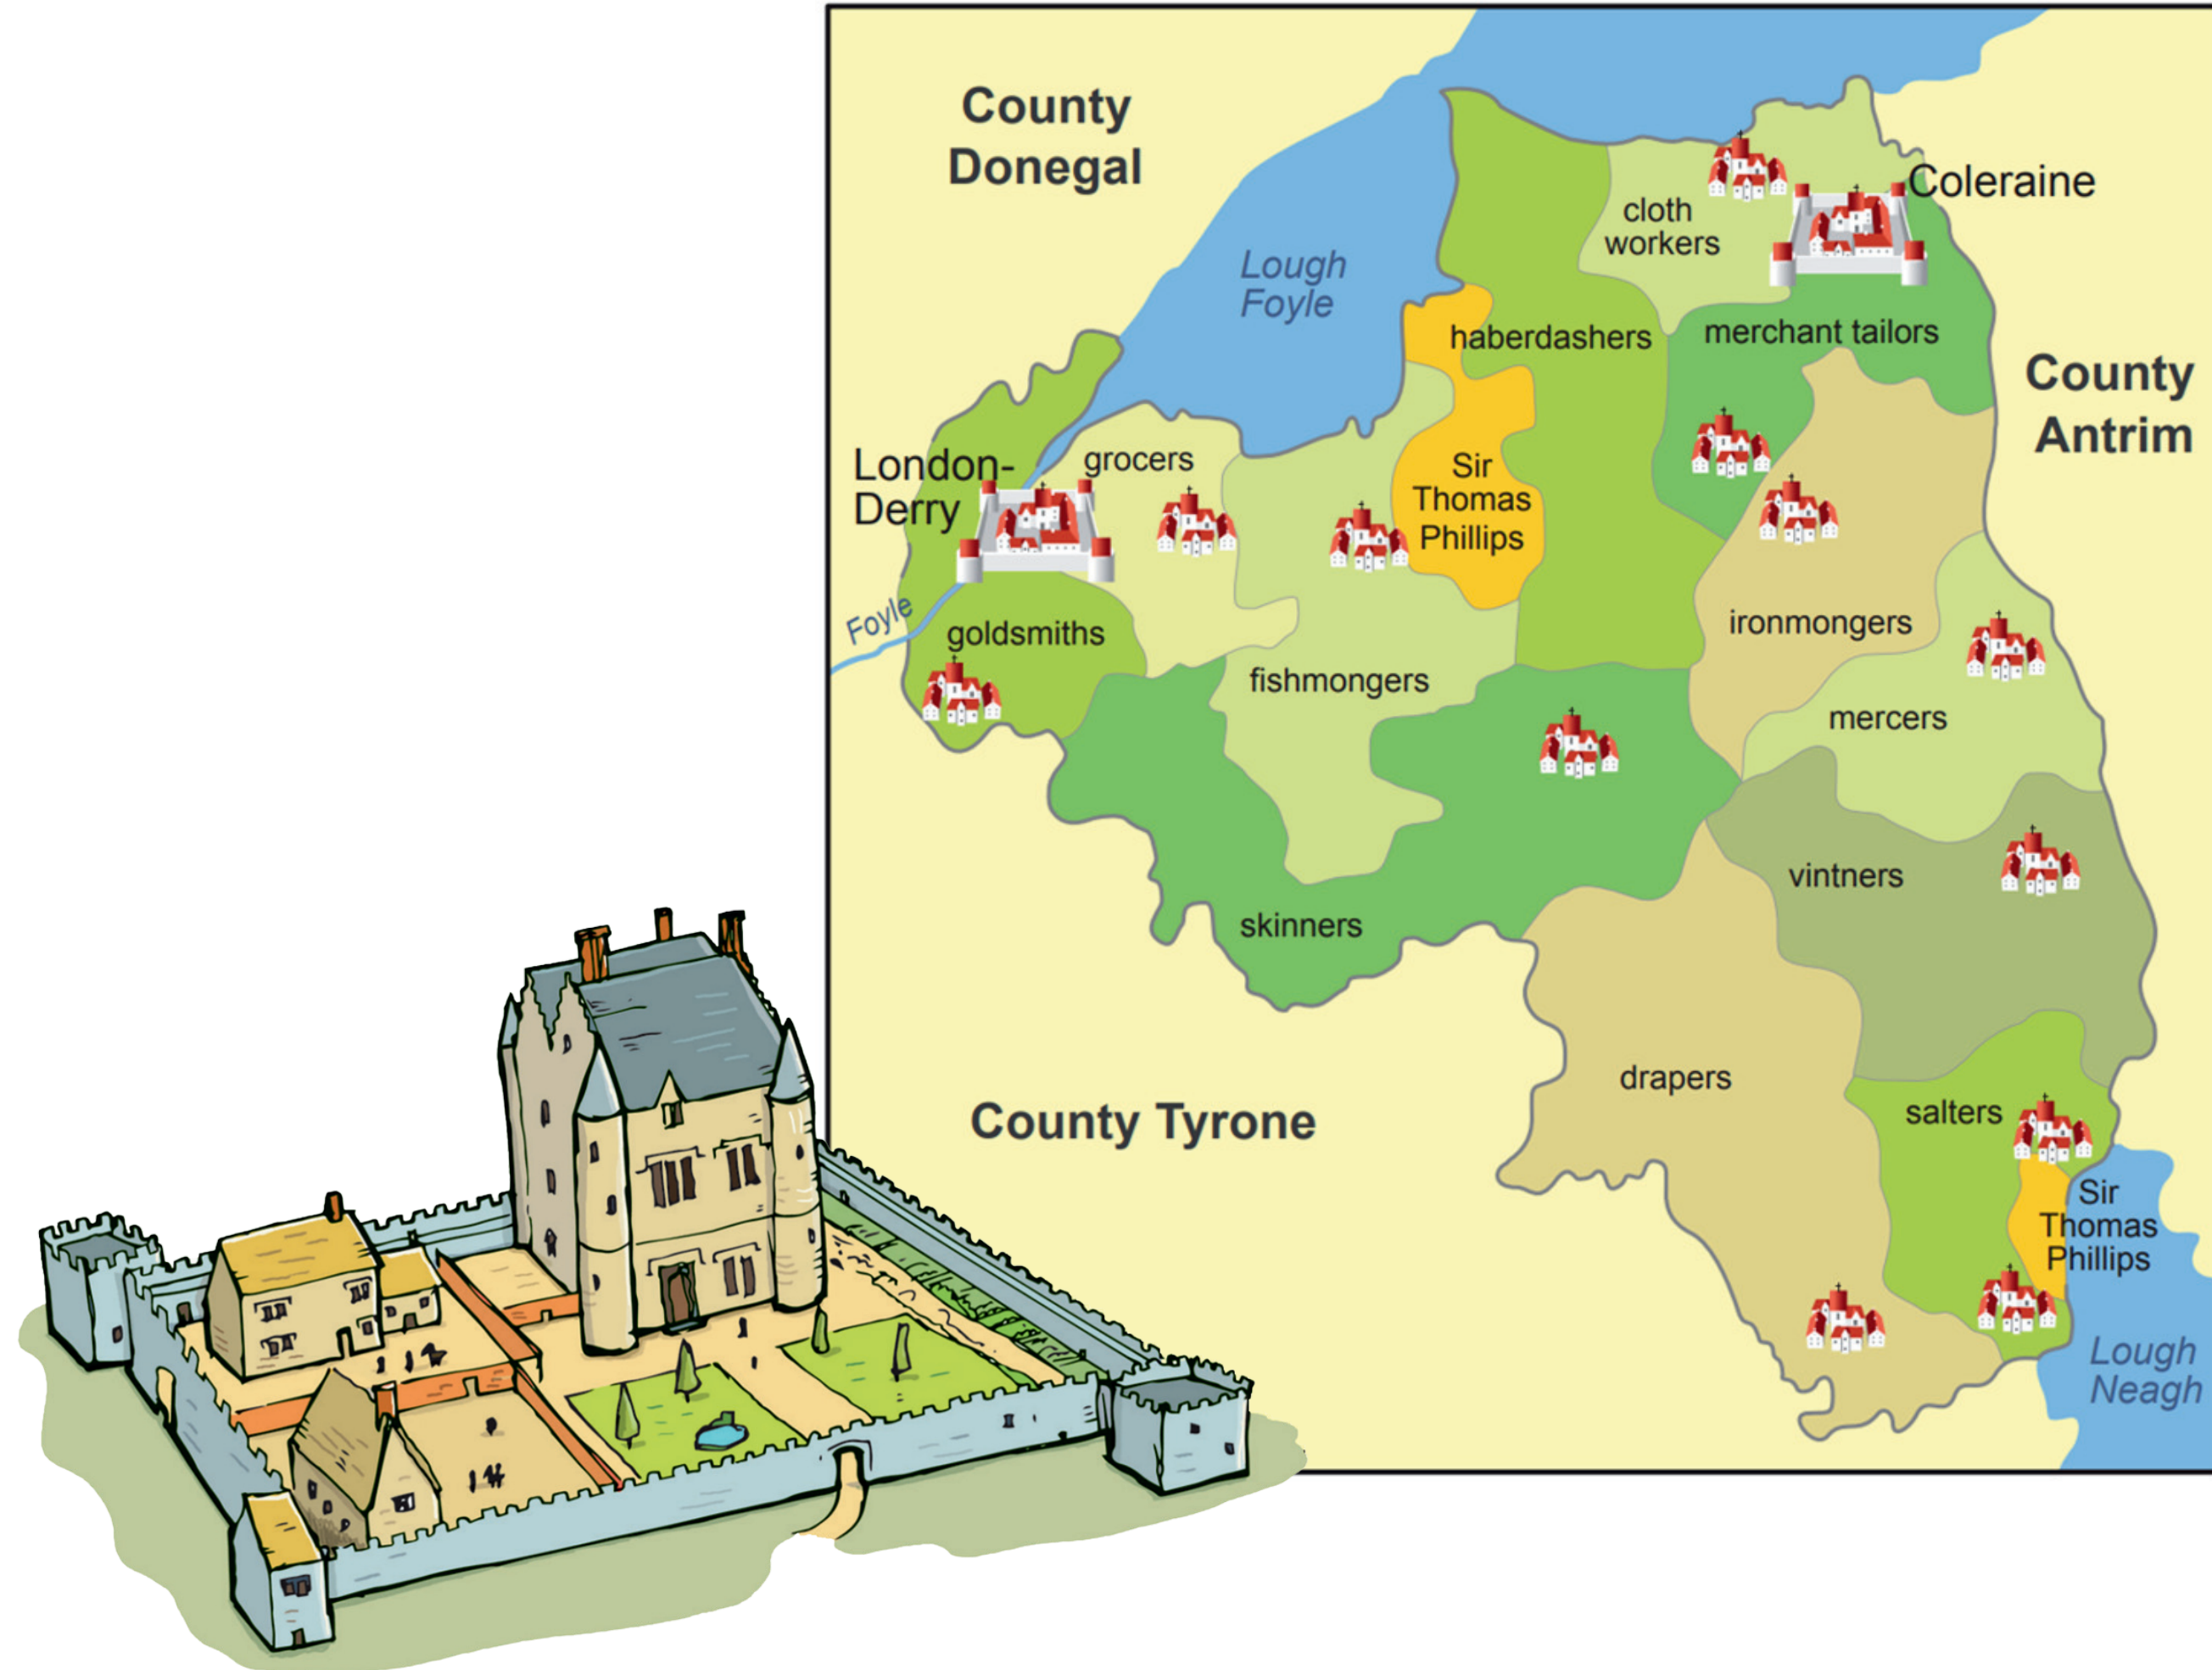 County
Donegal
Lough
Foyle
cloth
workers
Coleraine
haberdashers
merchant tailors
County
Antrim
London-
Derry
grocers
Sir
Thomas
Phillips
Foyle
goldsmiths
ironmongers
fishmongers
mercers
vintners
skinners
drapers
County Tyrone
salters
Sir
Thomas
Phillips
Lough
Neagh